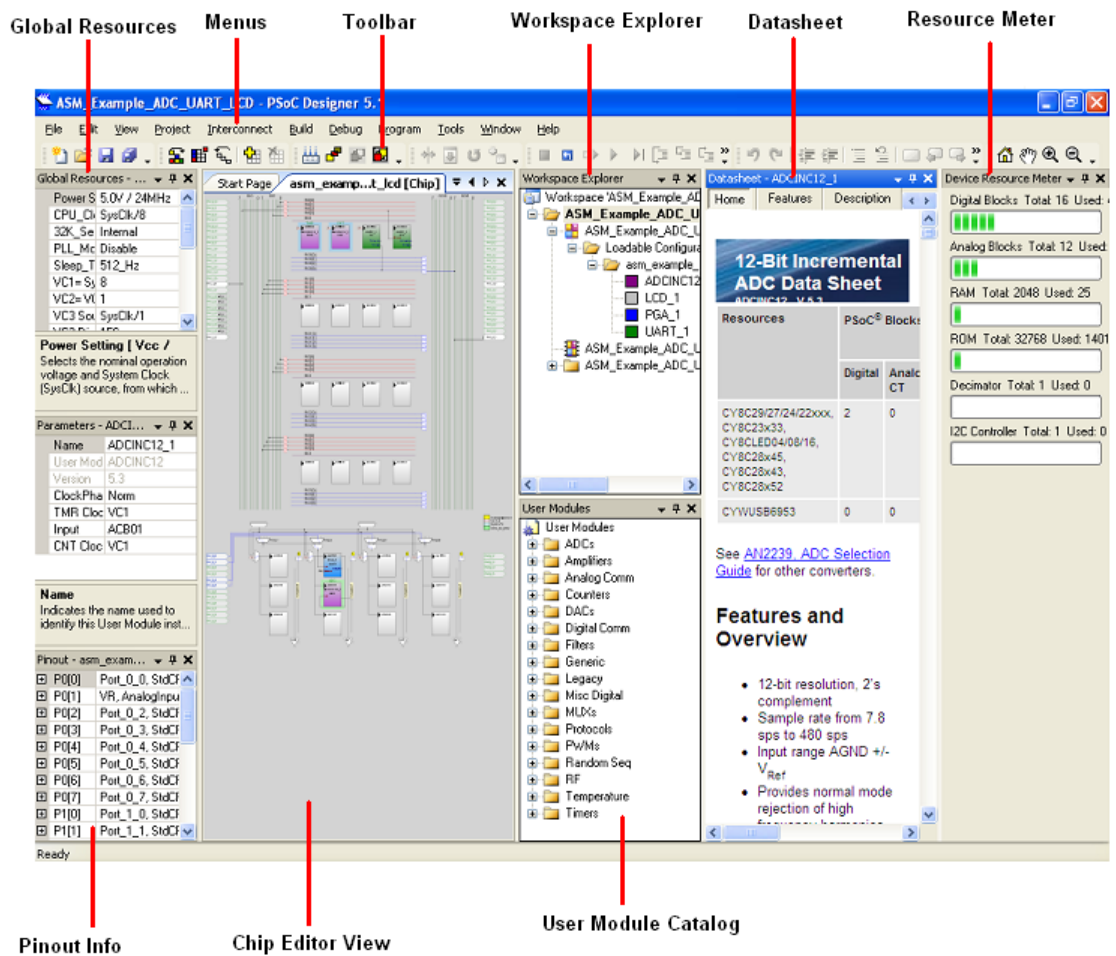 Global Resources
Menus
Toolbar
Workspace Explorer
Datasheet
Resource Meter
ASM_Example_ADC_UART_LCD - PSoC Designer 5.
File Edit View Project Interconnect Build Debug Program Tools Window Help
Global Resources - ...
Power S 5.0V / 24MHz
CPU_Cl SysClk/8
32K_Se Internal
PLL_Mc Disable
Sleep_T 512_Hz
VC1= Sy 8
VC2= V( 1
VC3 Sou SysClk/1
Power Setting [ Vcc /
Selects the nominal operation
voltage and System Clock
(SysClk) source, from which ...
Parameters - ADCI...
Name ADCINC12_1
User Mod ADCINC12
Version 5.3
ClockPha Norm
TMR Cloc VC1
Input ACB01
CNT Cloc VC1
Name
Indicates the name used to
identify this User Module inst...
Pinout - asm_exam...
P0[0] Port_0_0, StdCF
P0[1] VR, AnalogInpu
P0[2] Port_0_2, StdCF
P0[3] Port_0_3, StdCF
P0[4] Port_0_4, StdCF
P0[5] Port_0_5, StdCF
P0[6] Port_0_6, StdCF
P0[7] Port_0_7, StdCF
P1[0] Port_1_0, StdCF
P1[1] Port_1_1, StdCF
Start Page
asm_examp...t_lcd [Chip]
Workspace Explorer
Workspace 'ASM_Example_AD
ASM_Example_ADC_U
ASM_Example_ADC_U
Loadable Configura
asm_example_
ADCINC12
LCD_1
PGA_1
UART_1
ASM_Example_ADC_U
ASM_Example_ADC_U
User Modules
User Modules
ADCs
Amplifiers
Analog Comm
Counters
DACs
Digital Comm
Filters
Generic
Legacy
Misc Digital
MUXs
Protocols
PWMs
Random Seq
RF
Temperature
Timers
Datasheet - ADCINC12_1
Home Features Description
12-Bit Incremental
ADC Data Sheet
ADCINC12 V 5.3
Resources PSoC® Blocks
Digital Analo
CT
CY8C29/27/24/22xxx, 2 0
CY8C23x33,
CY8CLED04/08/16,
CY8C28x45,
CY8C28x43,
CY8C28x52
CYWUSB6953 0 0
See AN2239, ADC Selection
Guide for other converters.
Features and
Overview
• 12-bit resolution, 2's
complement
• Sample rate from 7.8
sps to 480 sps
• Input range AGND +/-
VRef
• Provides normal mode
rejection of high
frequency harmonics
Device Resource Meter
Digital Blocks Total: 16 Used: 4
Analog Blocks Total: 12 Used:
RAM Total: 2048 Used: 25
ROM Total: 32768 Used: 1401
Decimator Total: 1 Used: 0
I2C Controller Total: 1 Used: 0
Ready
Pinout Info
Chip Editor View
User Module Catalog